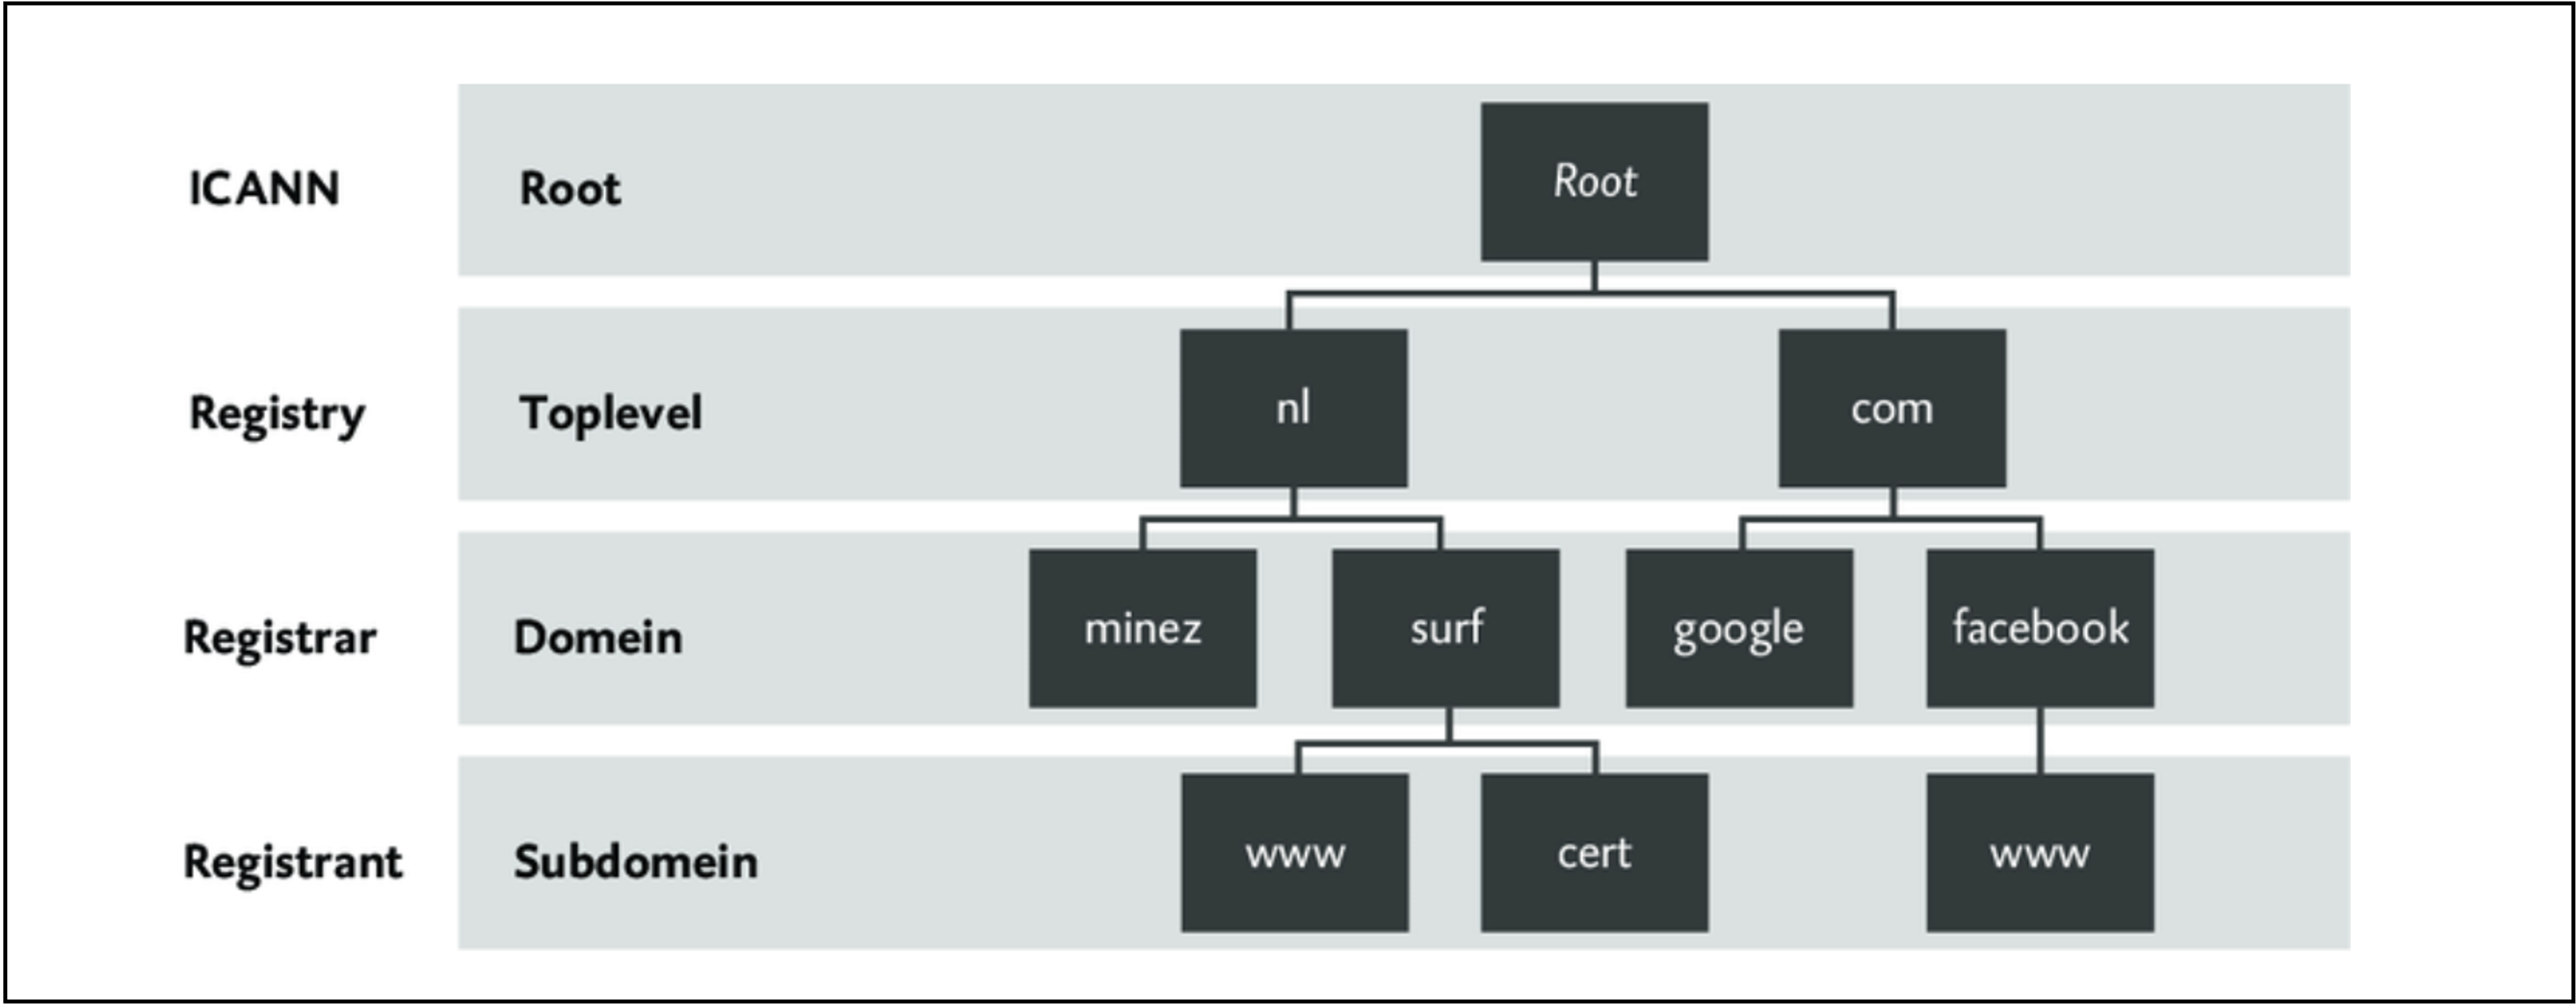 ICANN
Root
Root
Registry
Toplevel
nl
com
Registrar
Domein
minez
surf
google
facebook
Registrant
Subdomein
www
cert
www